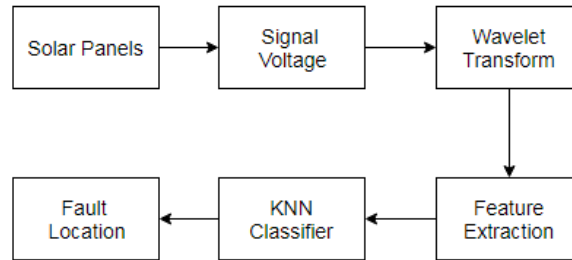 Solar Panels
Signal
Voltage
Wavelet
Transform
Fault
Location
KNN
Classifier
Feature
Extraction